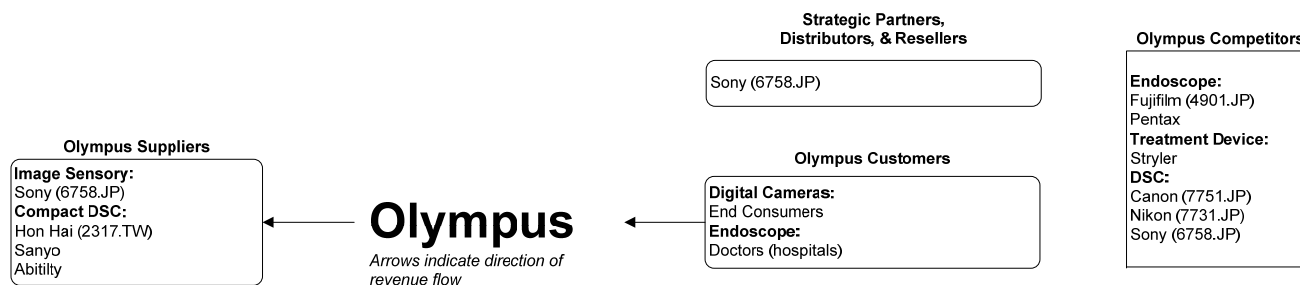 Strategic Partners,
Distributors, & Resellers
Sony (6758.JP)
Olympus Competitors
Endoscope:
Fujifilm (4901.JP)
Pentax
Treatment Device:
Stryler
DSC:
Canon (7751.JP)
Nikon (7731.JP)
Sony (6758.JP)
Olympus Suppliers
Image Sensory:
Sony (6758.JP)
Compact DSC:
Hon Hai (2317.TW)
Sanyo
Abitilty
Olympus
Arrows indicate direction of
revenue flow
Olympus Customers
Digital Cameras:
End Consumers
Endoscope:
Doctors (hospitals)